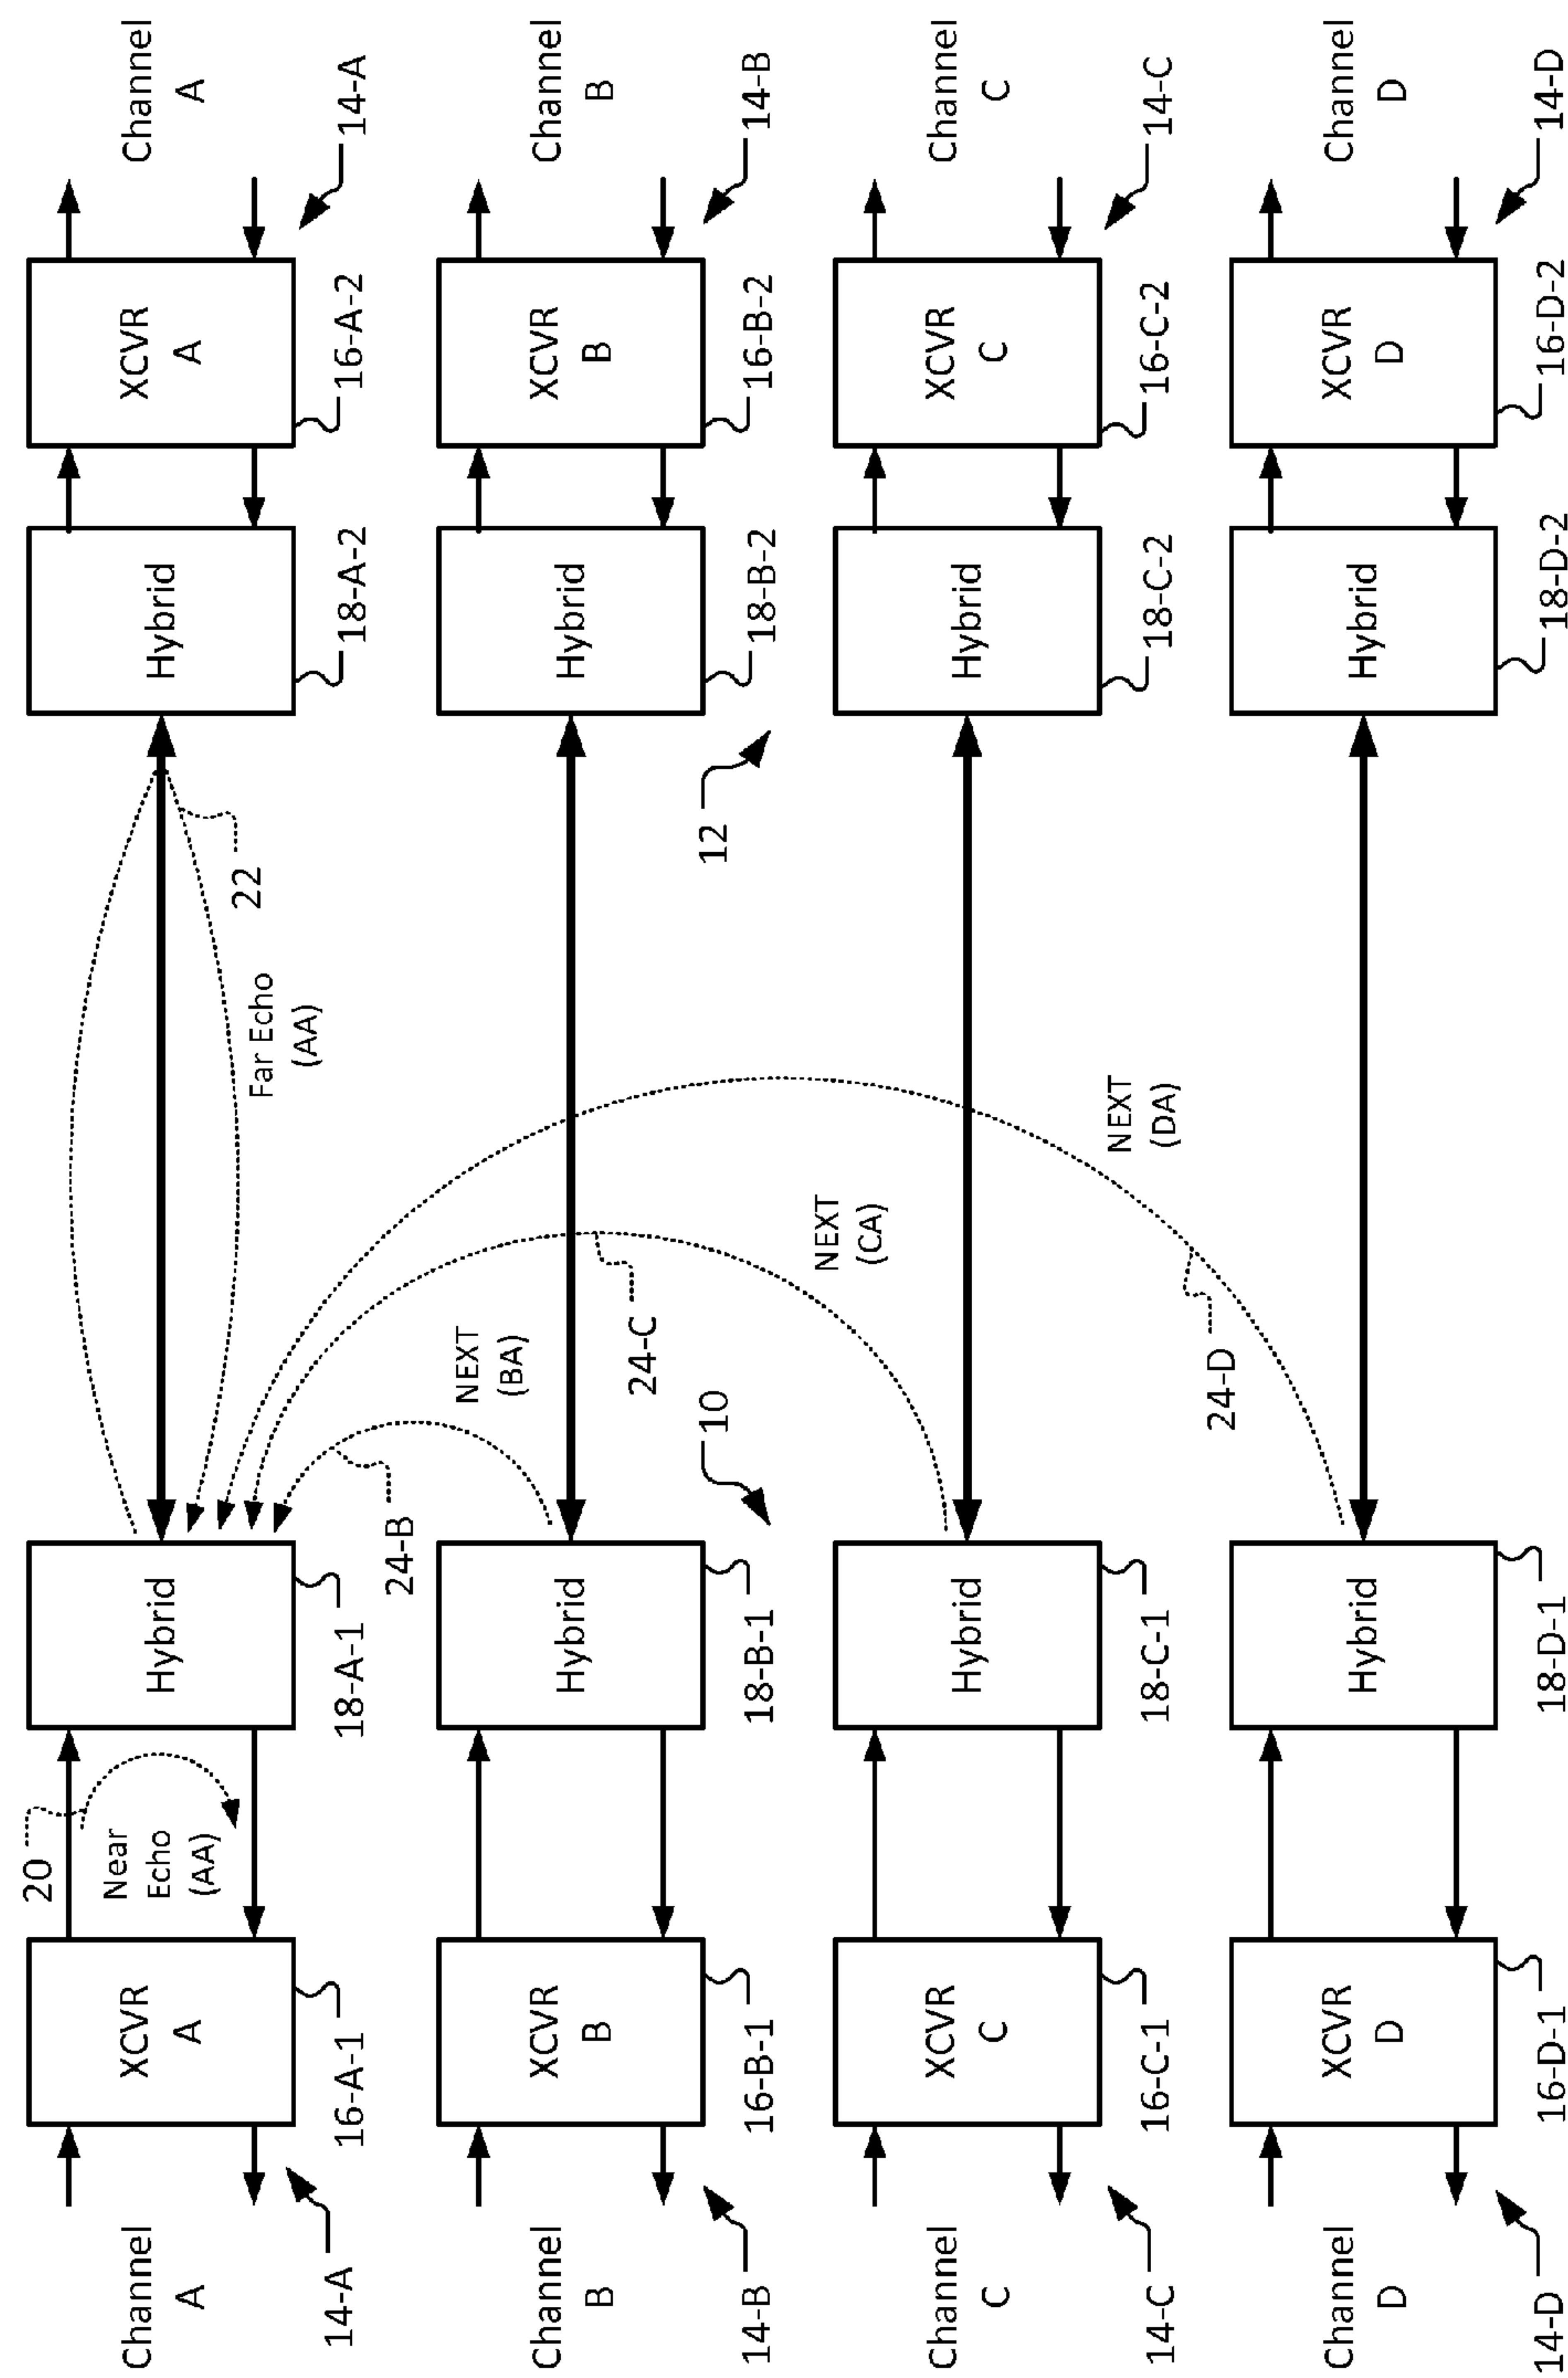 Channel
A
14-A
XCVR
A
16-A-1
20
Near
Echo
(AA)
Hybrid
18-A-1
Far Echo
(AA)
22
Hybrid
18-A-2
XCVR
A
16-A-2
Channel
A
14-A
Channel
B
14-B
XCVR
B
16-B-1
Hybrid
18-B-1
24-B
NEXT
(BA)
24-C
10
12
Hybrid
18-B-2
XCVR
B
16-B-2
Channel
B
14-B
Channel
C
14-C
XCVR
C
16-C-1
Hybrid
18-C-1
NEXT
(CA)
Hybrid
18-C-2
XCVR
C
16-C-2
Channel
C
14-C
Channel
D
14-D
XCVR
D
16-D-1
Hybrid
18-D-1
24-D
NEXT
(DA)
Hybrid
18-D-2
XCVR
D
16-D-2
Channel
D
14-D